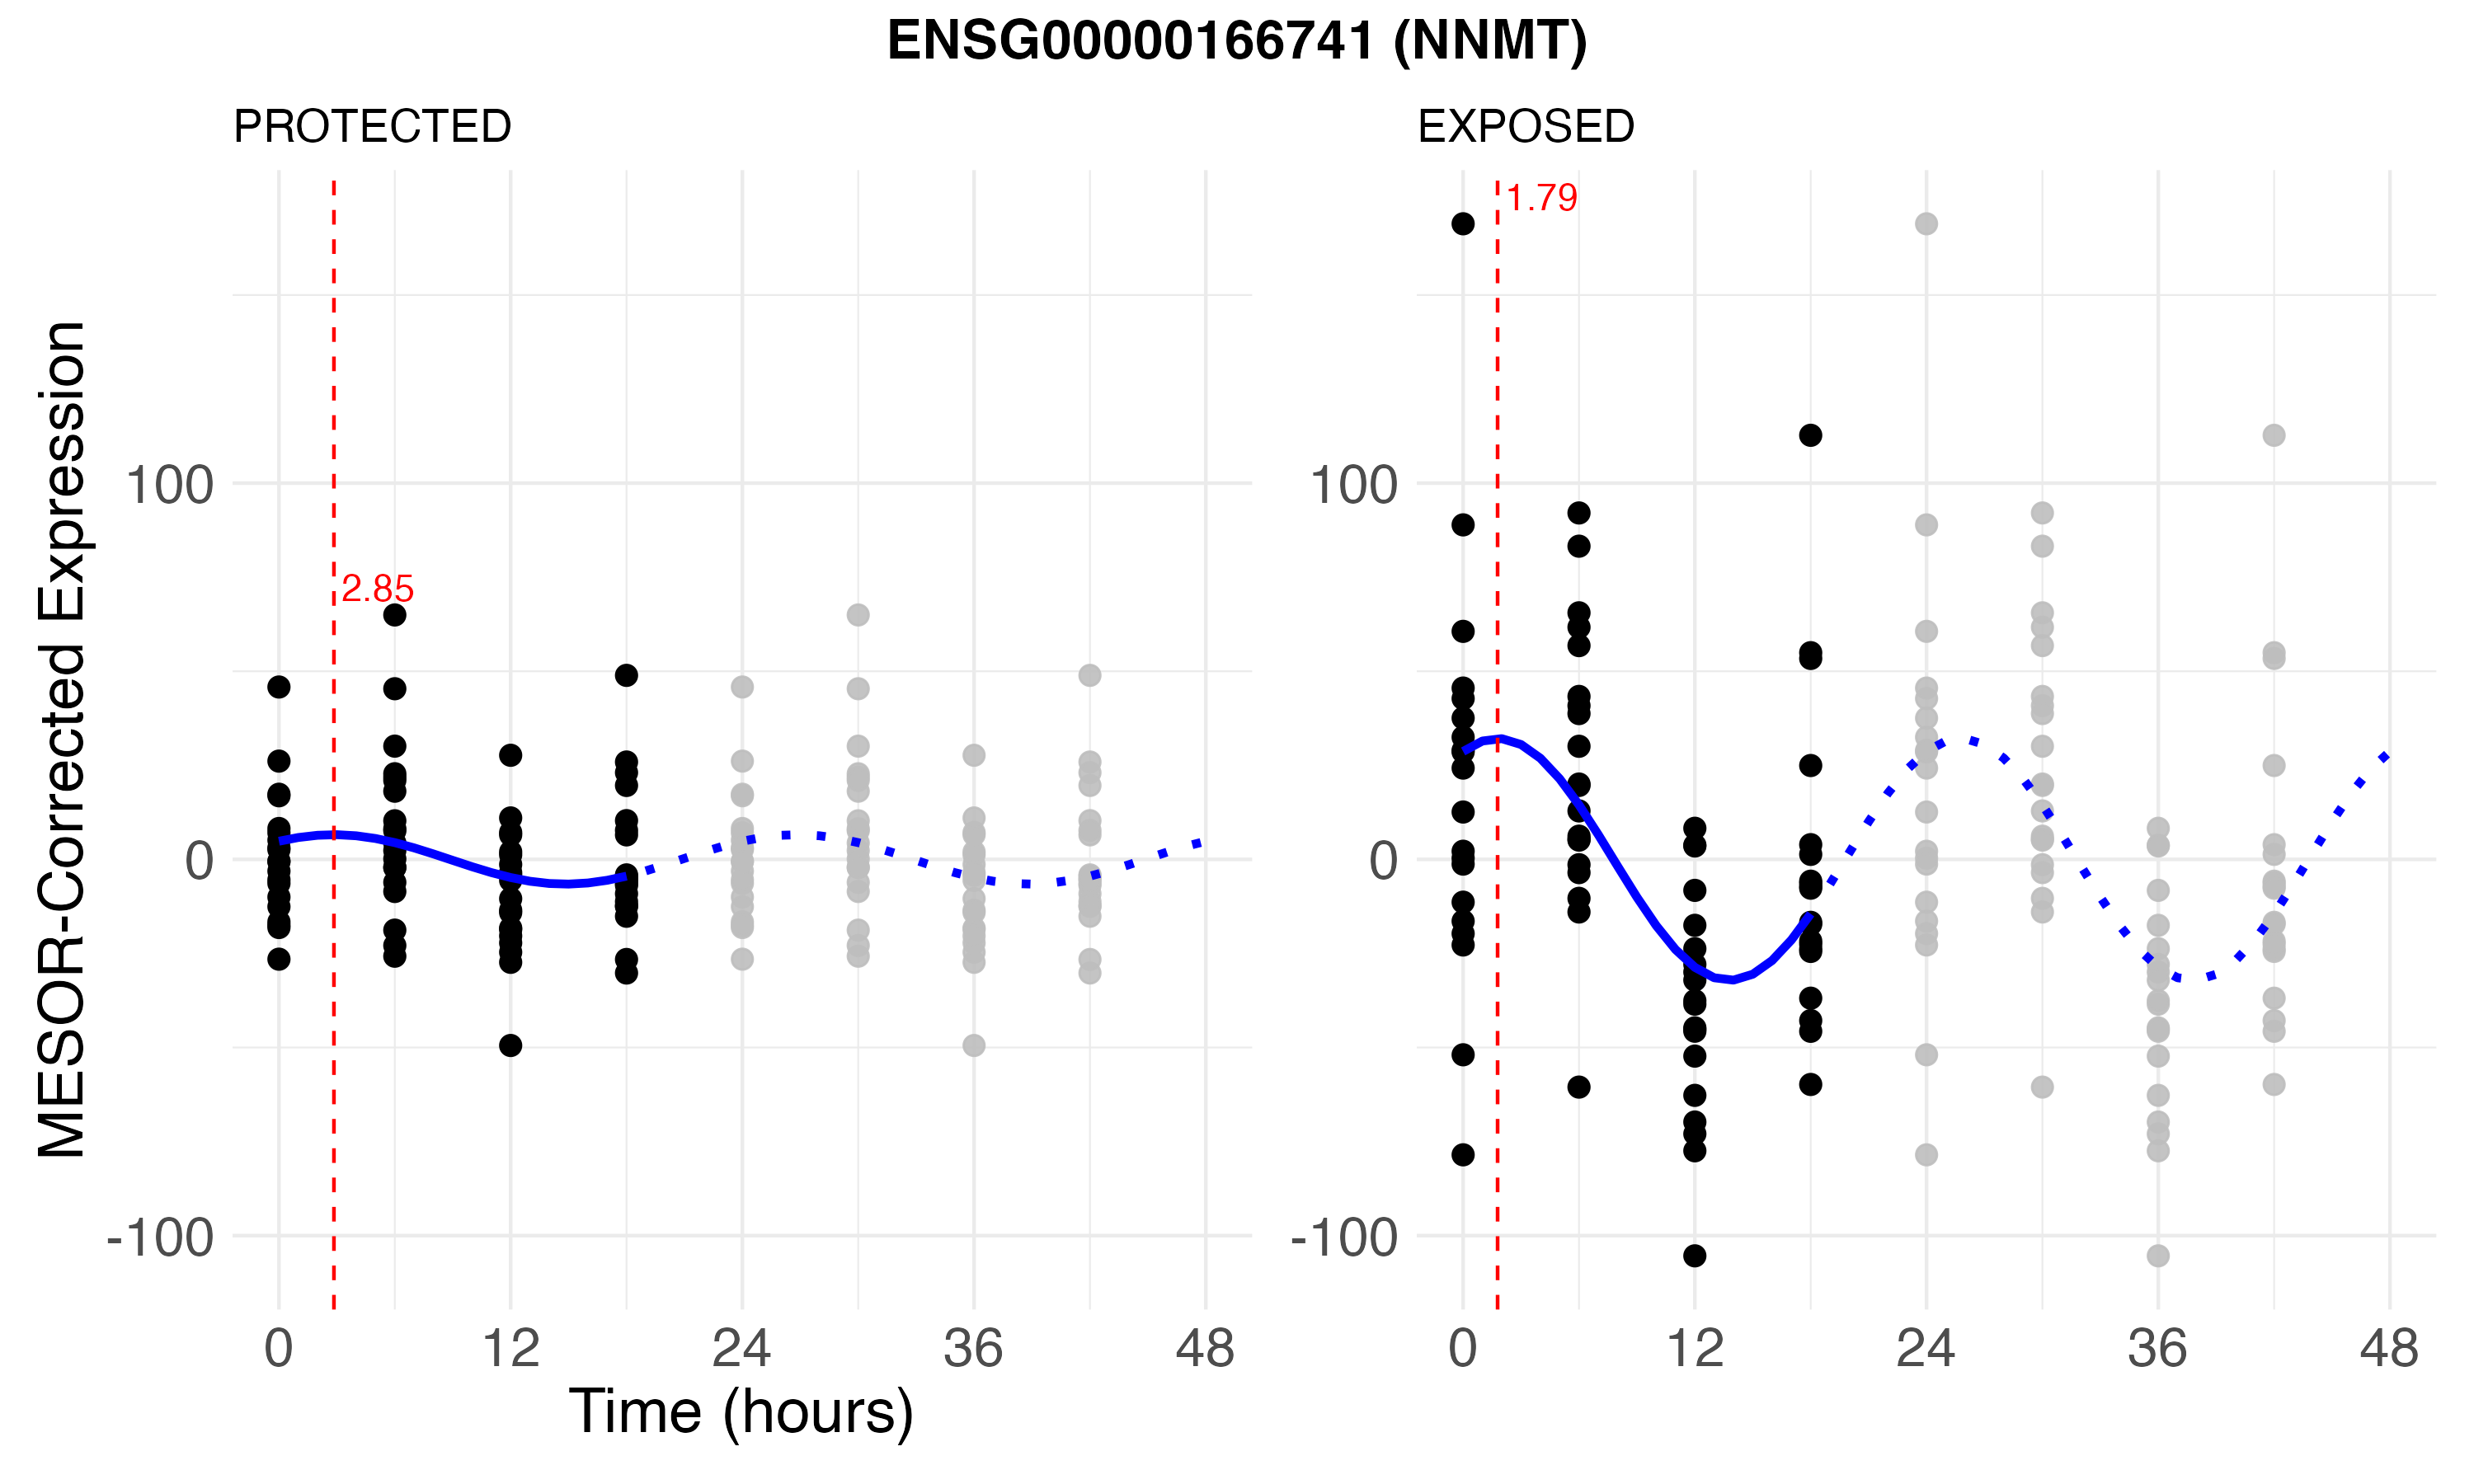 ENSG00000166741 (NNMT)
PROTECTED
EXPOSED
MESOR-Corrected Expression
100
0
-100
2.85
0 12 24 36 48
Time (hours)
100
0
-100
1.79
0 12 24 36 48